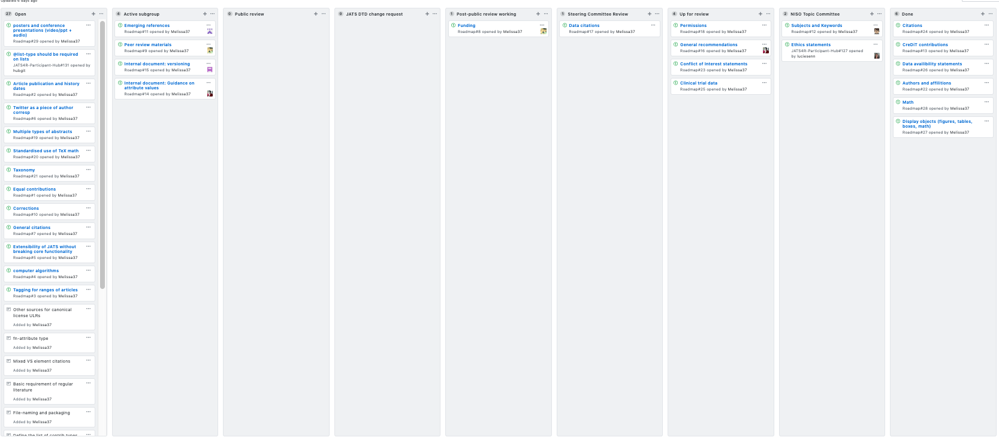 Updated 6 days ago
27 Open
posters and conference
presentations (video/ppt +
audio)
Roadmap#29 opened by Melissa37
@list-type should be required
on lists
JATS4R-Participant-Hub#131 opened by
hubgit
Article publication and history
dates
Roadmap#2 opened by Melissa37
Twitter as a piece of author
corresp
Roadmap#6 opened by Melissa37
Multiple types of abstracts
Roadmap#19 opened by Melissa37
Standardised use of TeX math
Roadmap#20 opened by Melissa37
Taxonomy
Roadmap#21 opened by Melissa37
Equal contributions
Roadmap#1 opened by Melissa37
Corrections
Roadmap#10 opened by Melissa37
General citations
Roadmap#7 opened by Melissa37
Extensibility of JATS without
breaking core functionality
Roadmap#5 opened by Melissa37
computer algorithms
Roadmap#4 opened by Melissa37
Tagging for ranges of articles
Roadmap#3 opened by Melissa37
Other sources for canonical
license ULRs
Added by Melissa37
fn-attribute type
Added by Melissa37
Mixed VS element citations
Added by Melissa37
Basic requirement of regular
literature
Added by Melissa37
File-naming and packaging
Added by Melissa37
Define the list of contrib types
4 Active subgroup
Emerging references
Roadmap#11 opened by Melissa37
Peer review materials
Roadmap#9 opened by Melissa37
Internal document: versioning
Roadmap#15 opened by Melissa37
Internal document: Guidance on
attribute values
Roadmap#14 opened by Melissa37
0 Public review
0 JATS DTD change request
1 Post-public review working
Funding
Roadmap#8 opened by Melissa37
1 Steering Committee Review
Data citations
Roadmap#17 opened by Melissa37
4 Up for review
Permissions
Roadmap#18 opened by Melissa37
General recommendations
Roadmap#16 opened by Melissa37
Conflict of Interest statements
Roadmap#23 opened by Melissa37
Clinical trial data
Roadmap#25 opened by Melissa37
2 NISO Topic Committee
Subjects and Keywords
Roadmap#12 opened by Melissa37
Ethics statements
JATS4R-Participant-Hub#127 opened
by luciesenn
6 Done
Citations
Roadmap#24 opened by Melissa37
CreDiT contributions
Roadmap#13 opened by Melissa37
Data availibility statements
Roadmap#26 opened by Melissa37
Authors and affilitions
Roadmap#22 opened by Melissa37
Math
Roadmap#28 opened by Melissa37
Display objects (figures, tables,
boxes, math)
Roadmap#27 opened by Melissa37